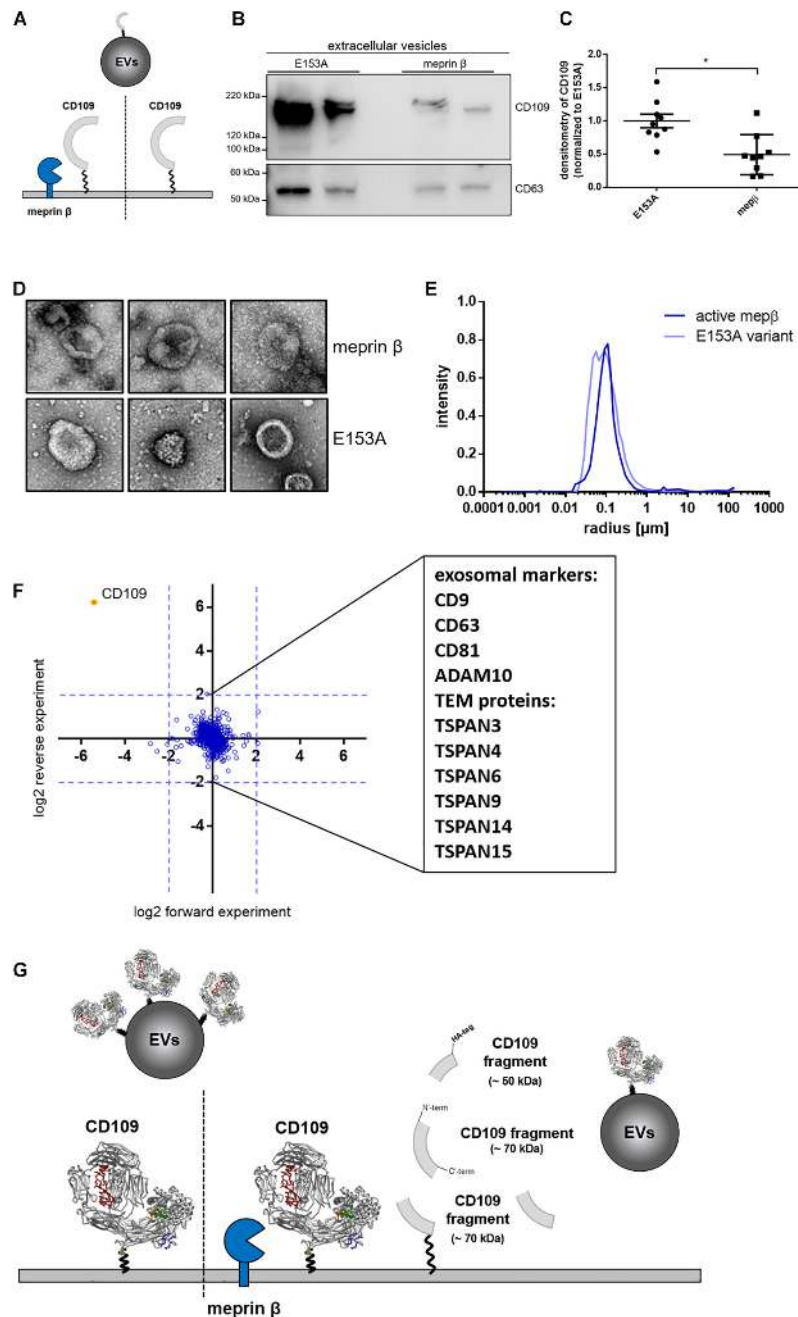 A
EVs
CD109
CD109
meprin β
B
extracellular vesicles
E153A
meprin β
220 kDa
120 kDa
100 kDa
60 kDa
50 kDa
CD109
CD63
C
densitometry of CD109
(normalized to E153A)
2.0
1.5
1.0
0.5
0.0
*
E153A
mepβ
D
meprin β
E153A
E
active mepβ
E153A variant
intensity
1.0
0.8
0.6
0.4
0.2
0.0
0.0001
0.001
0.01
0.1
1
10
100
1000
radius [µm]
F
CD109
log2 reverse experiment
6
4
2
-2
-4
-6
-4
-2
2
4
6
log2 forward experiment
exosomal markers:
CD9
CD63
CD81
ADAM10
TEM proteins:
TSPAN3
TSPAN4
TSPAN6
TSPAN9
TSPAN14
TSPAN15
G
EVs
CD109
CD109
meprin β
HA-tag
CD109
fragment
(~ 50 kDa)
N'-term
C'-term
CD109 fragment
(~ 70 kDa)
CD109
fragment
(~ 70 kDa)
EVs